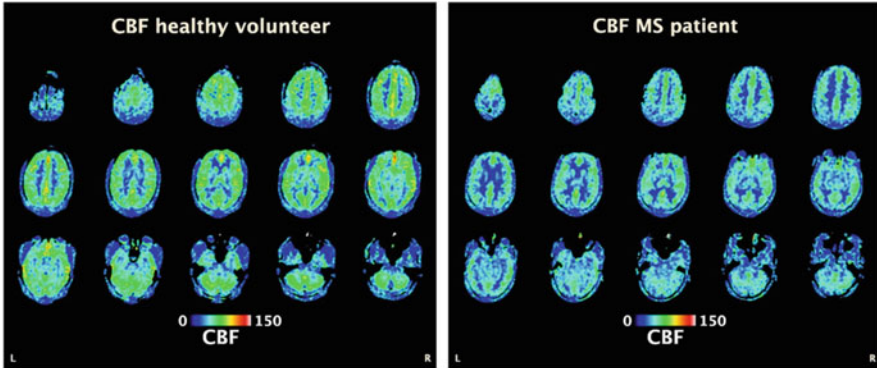 CBF healthy volunteer
0 150
CBF
L R
CBF MS patient
0 150
CBF
L R